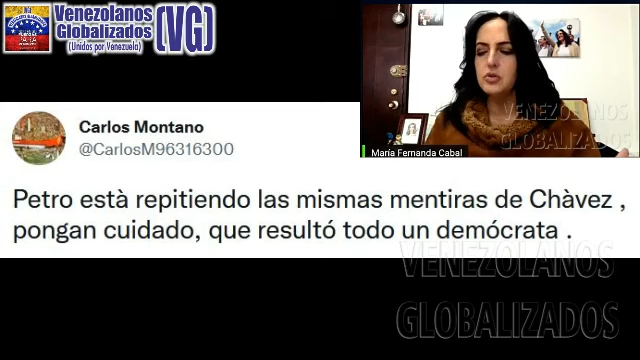 Venezolanos
Globalizados
(Unidos por Venezuela)
(VG)
VENEZOLANOS
GLOBALIZADOS
María Fernanda Cabal
Carlos Montano
@CarlosM96316300
Petro està repitiendo las mismas mentiras de Chàvez ,
pongan cuidado, que resultó todo un demócrata .
VENEZOLANOS
GLOBALIZADOS